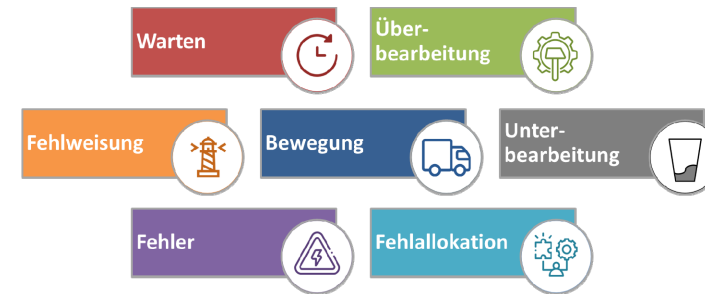 Warten
Über-
bearbeitung
Fehlweisung
Bewegung
Unter-
bearbeitung
Fehler
Fehlallokation